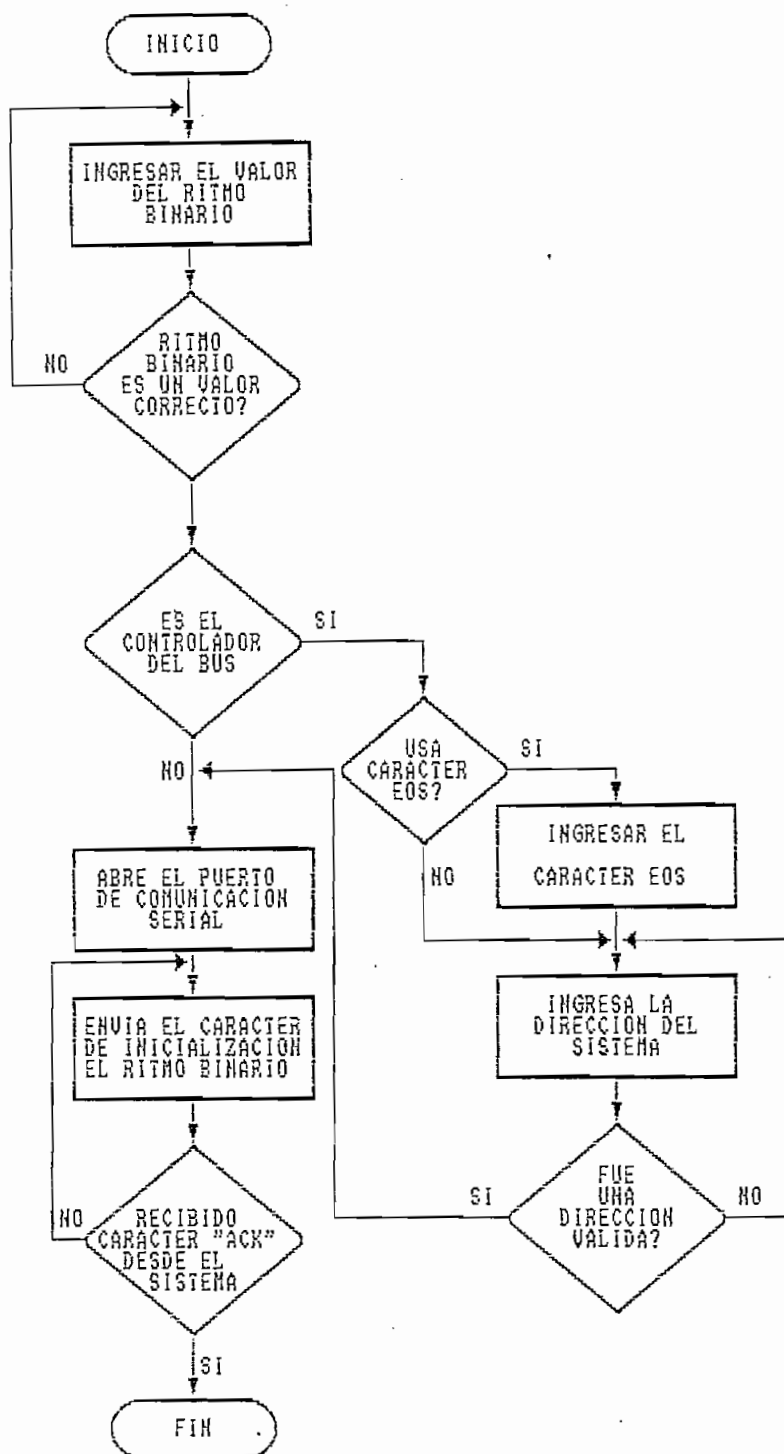 INICIO
INGRESAR EL VALOR
DEL RITMO
BINARIO
RITMO
BINARIO
ES UN VALOR
CORRECTO?
NO
ES EL
CONTROLADOR
DEL BUS
SI
NO
USA
CARACTER
EOS?
SI
NO
INGRESAR EL
CARACTER EOS
ABRE EL PUERTO
DE COMUNICACION
SERIAL
INGRESA LA
DIRECCION DEL
SISTEMA
ENVIA EL CARACTER
DE INICIALIZACION
EL RITMO BINARIO
FUE
UNA
DIRECCION
VALIDA?
SI
NO
RECIBIDO
CARACTER "ACK"
DESDE EL
SISTEMA
NO
SI
FIN